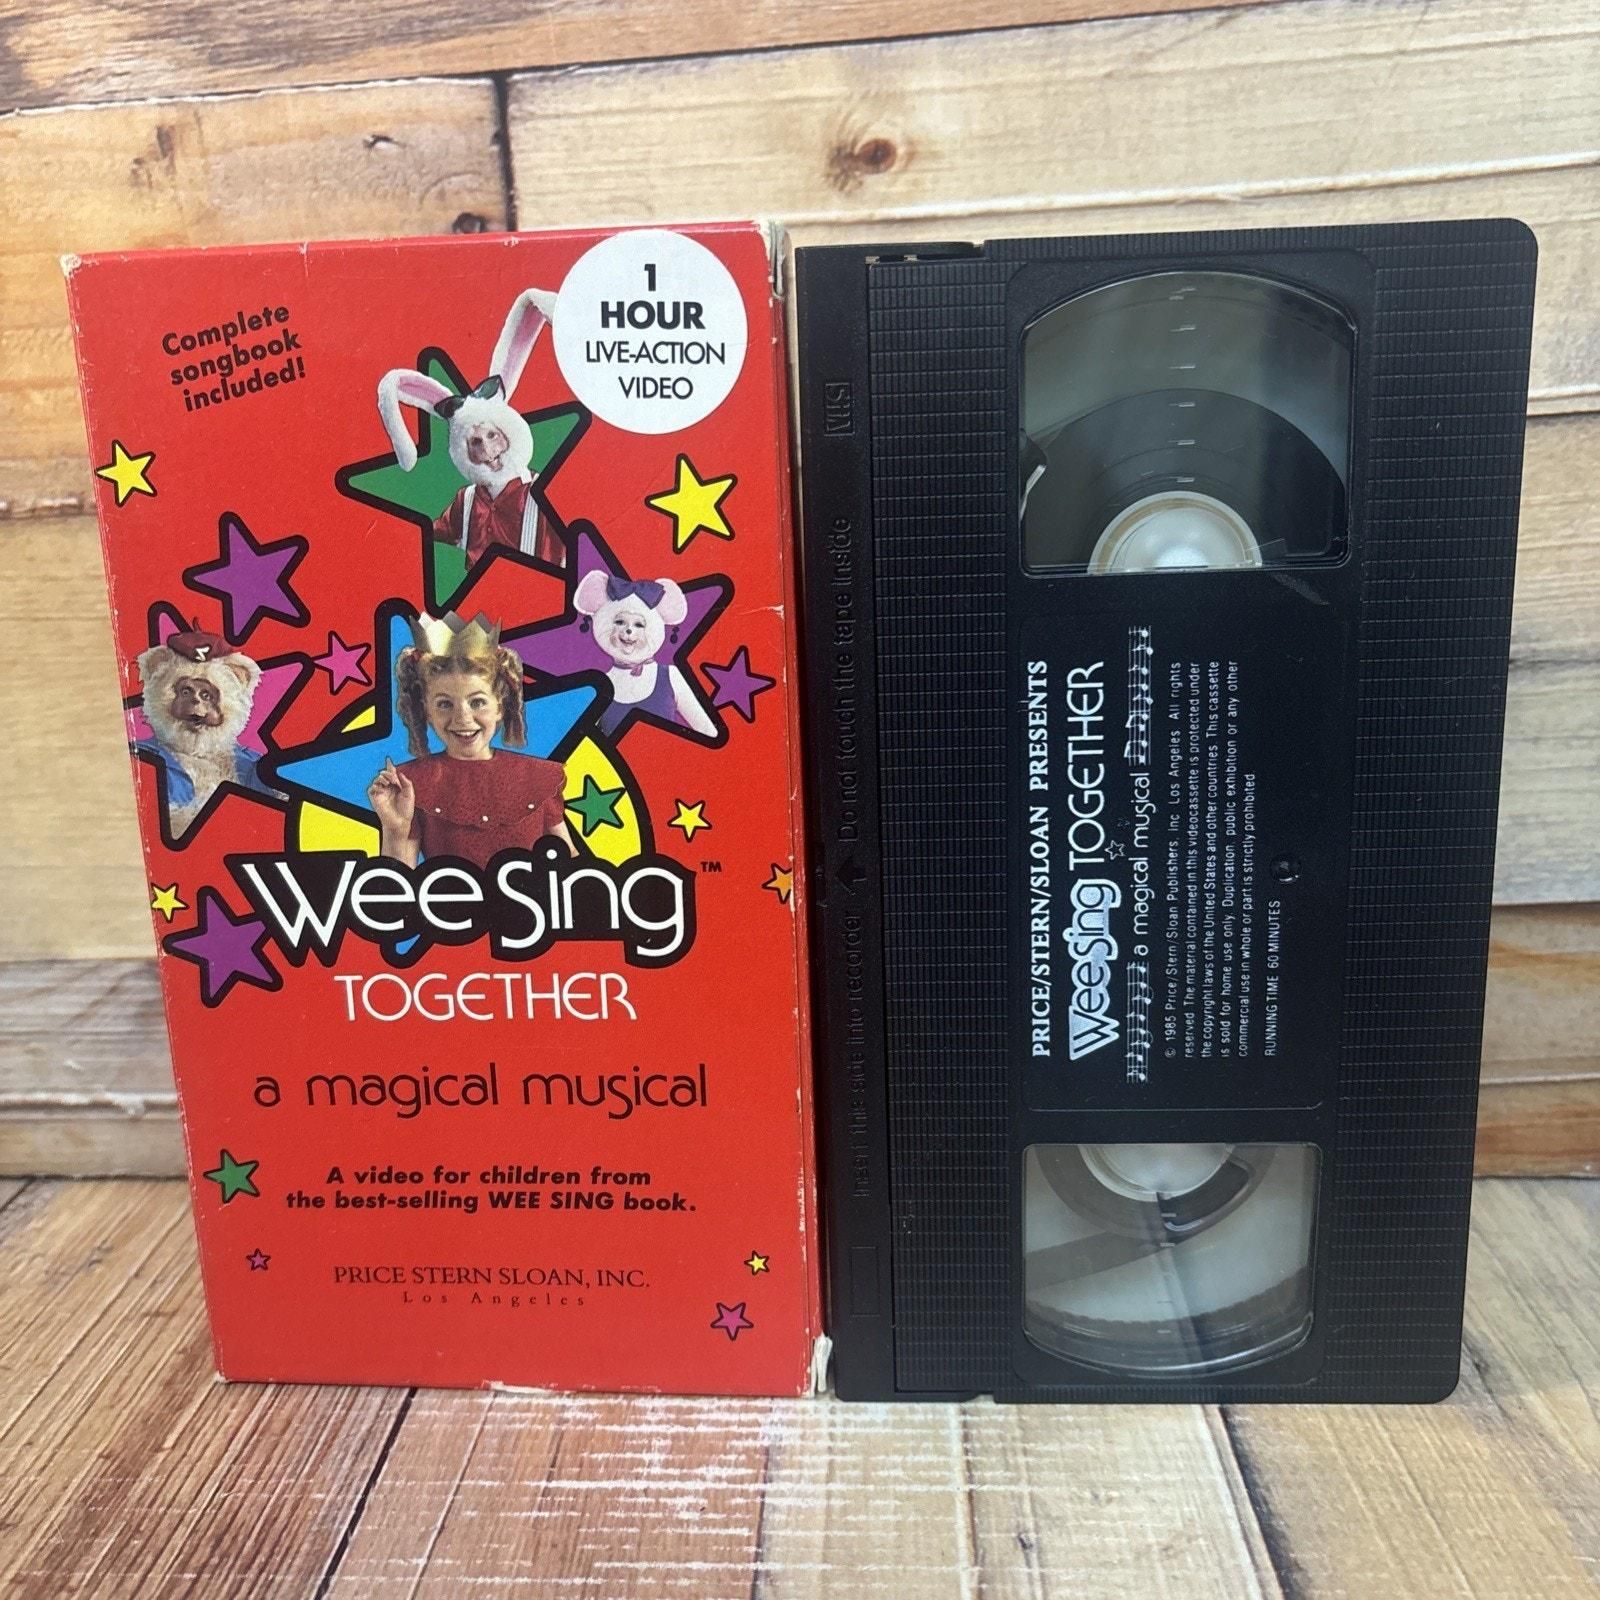 Complete
songbook
included!
1
HOUR
LIVE-ACTION
VIDEO
Wee Sing™
TOGETHER
a magical musical
A video for children from
the best-selling WEE SING book.
PRICE STERN SLOAN, INC.
Los Angeles
VHS
Insert this side into recorder
Do not touch the tape inside
PRICE/STERN/SLOAN PRESENTS
Wee Sing TOGETHER
a magical musical
© 1985 Price/Stern/Sloan Publishers, Inc. Los Angeles. All rights
reserved. The material contained in this videocassette is protected under
the copyright laws of the United States and other countries. This cassette
is sold for home use only. Duplication, public exhibition or any other
commercial use in whole or part is strictly prohibited.
RUNNING TIME 60 MINUTES